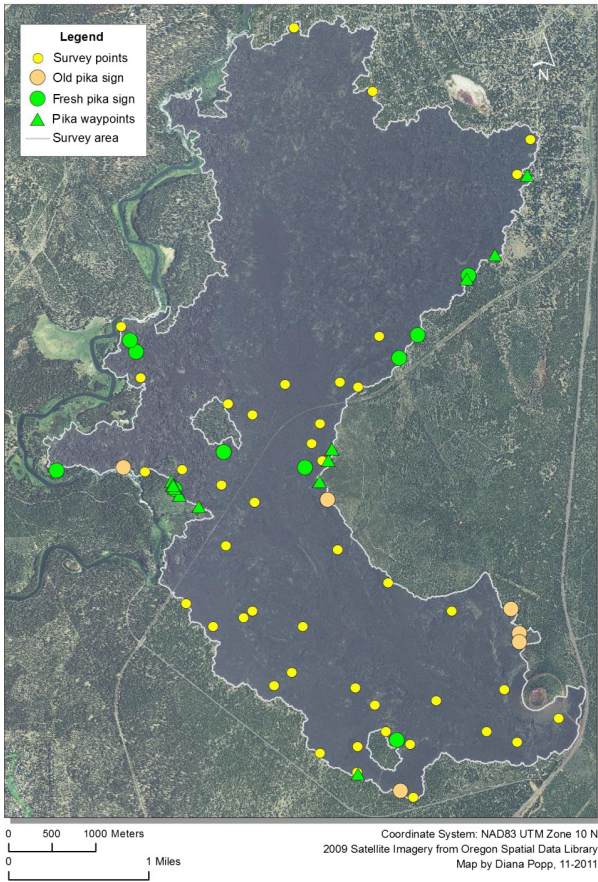 Legend
Survey points
Old pika sign
Fresh pika sign
Pika waypoints
Survey area
N
0 500 1000 Meters
0 1 Miles
Coordinate System: NAD83 UTM Zone 10 N
2009 Satellite Imagery from Oregon Spatial Data Library
Map by Diana Popp, 11-2011